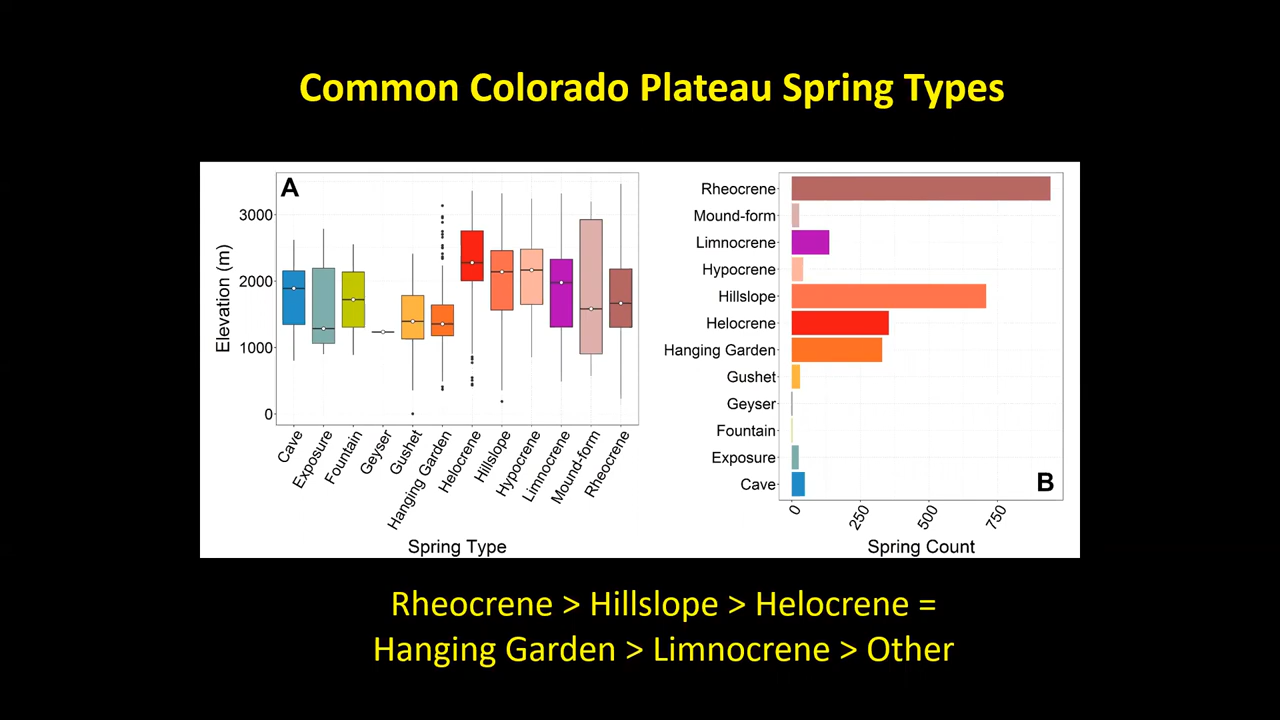 Common Colorado Plateau Spring Types
A
Elevation (m)
3000
2000
1000
0
Cave
Exposure
Fountain
Geyser
Gushet
Hanging Garden
Helocrene
Hillslope
Hypocrene
Limnocrene
Mound-form
Rheocrene
Spring Type
Rheocrene
Mound-form
Limnocrene
Hypocrene
Hillslope
Helocrene
Hanging Garden
Gushet
Geyser
Fountain
Exposure
Cave
B
0
250
500
750
Spring Count
Rheocrene > Hillslope > Helocrene =
Hanging Garden > Limnocrene > Other